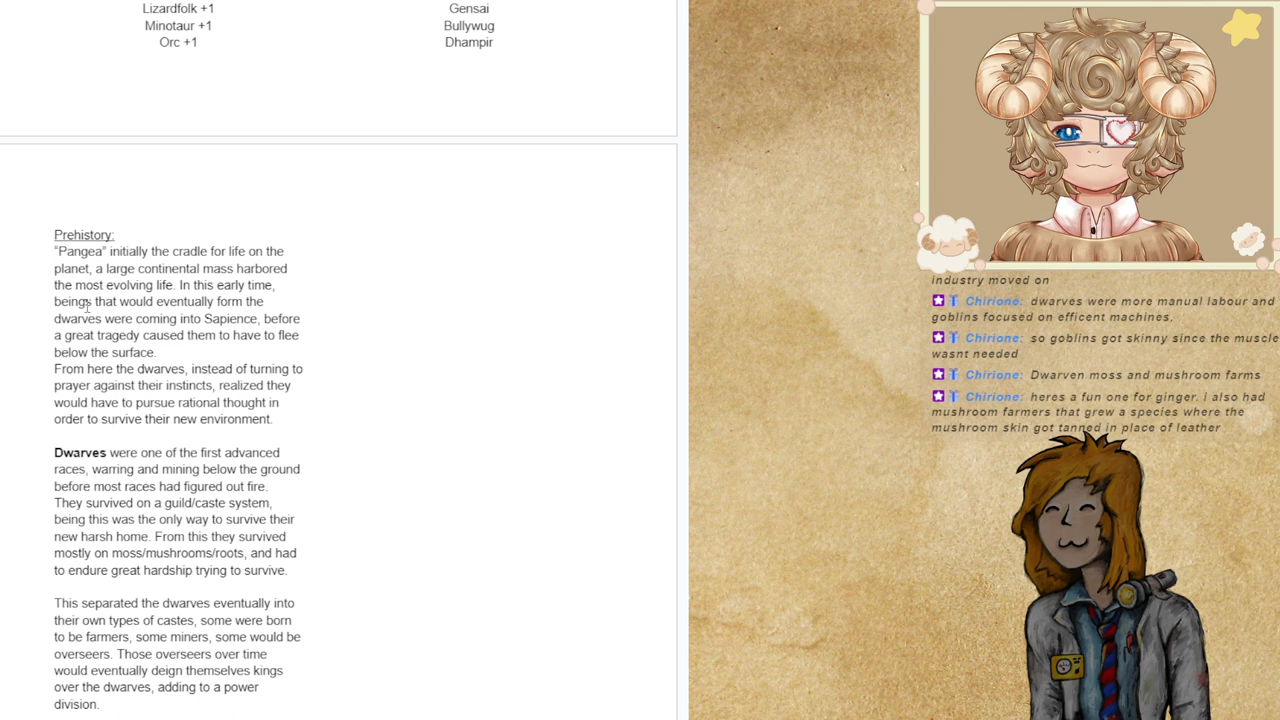 Lizardfolk +1
Minotaur +1
Orc +1
Gensai
Bullywug
Dhampir
Prehistory:
“Pangea” initially the cradle for life on the
planet, a large continental mass harbored
the most evolving life. In this early time,
beings that would eventually form the
dwarves were coming into Sapience, before
a great tragedy caused them to have to flee
below the surface.
From here the dwarves, instead of turning to
prayer against their instincts, realized they
would have to pursue rational thought in
order to survive their new environment.
Dwarves were one of the first advanced
races, warring and mining below the ground
before most races had figured out fire.
They survived on a guild/caste system,
being this was the only way to survive their
new harsh home. From this they survived
mostly on moss/mushrooms/roots, and had
to endure great hardship trying to survive.
This separated the dwarves eventually into
their own types of castes, some were born
to be farmers, some miners, some would be
overseers. Those overseers over time
would eventually deign themselves kings
over the dwarves, adding to a power
division.
industry moved on
Chirione: dwarves were more manual labour and
goblins focused on efficent machines,
Chirione: so goblins got skinny since the muscle
wasnt needed
Chirione: Dwarven moss and mushroom farms
Chirione: heres a fun one for ginger. i also had
mushroom farmers that grew a species where the
mushroom skin got tanned in place of leather